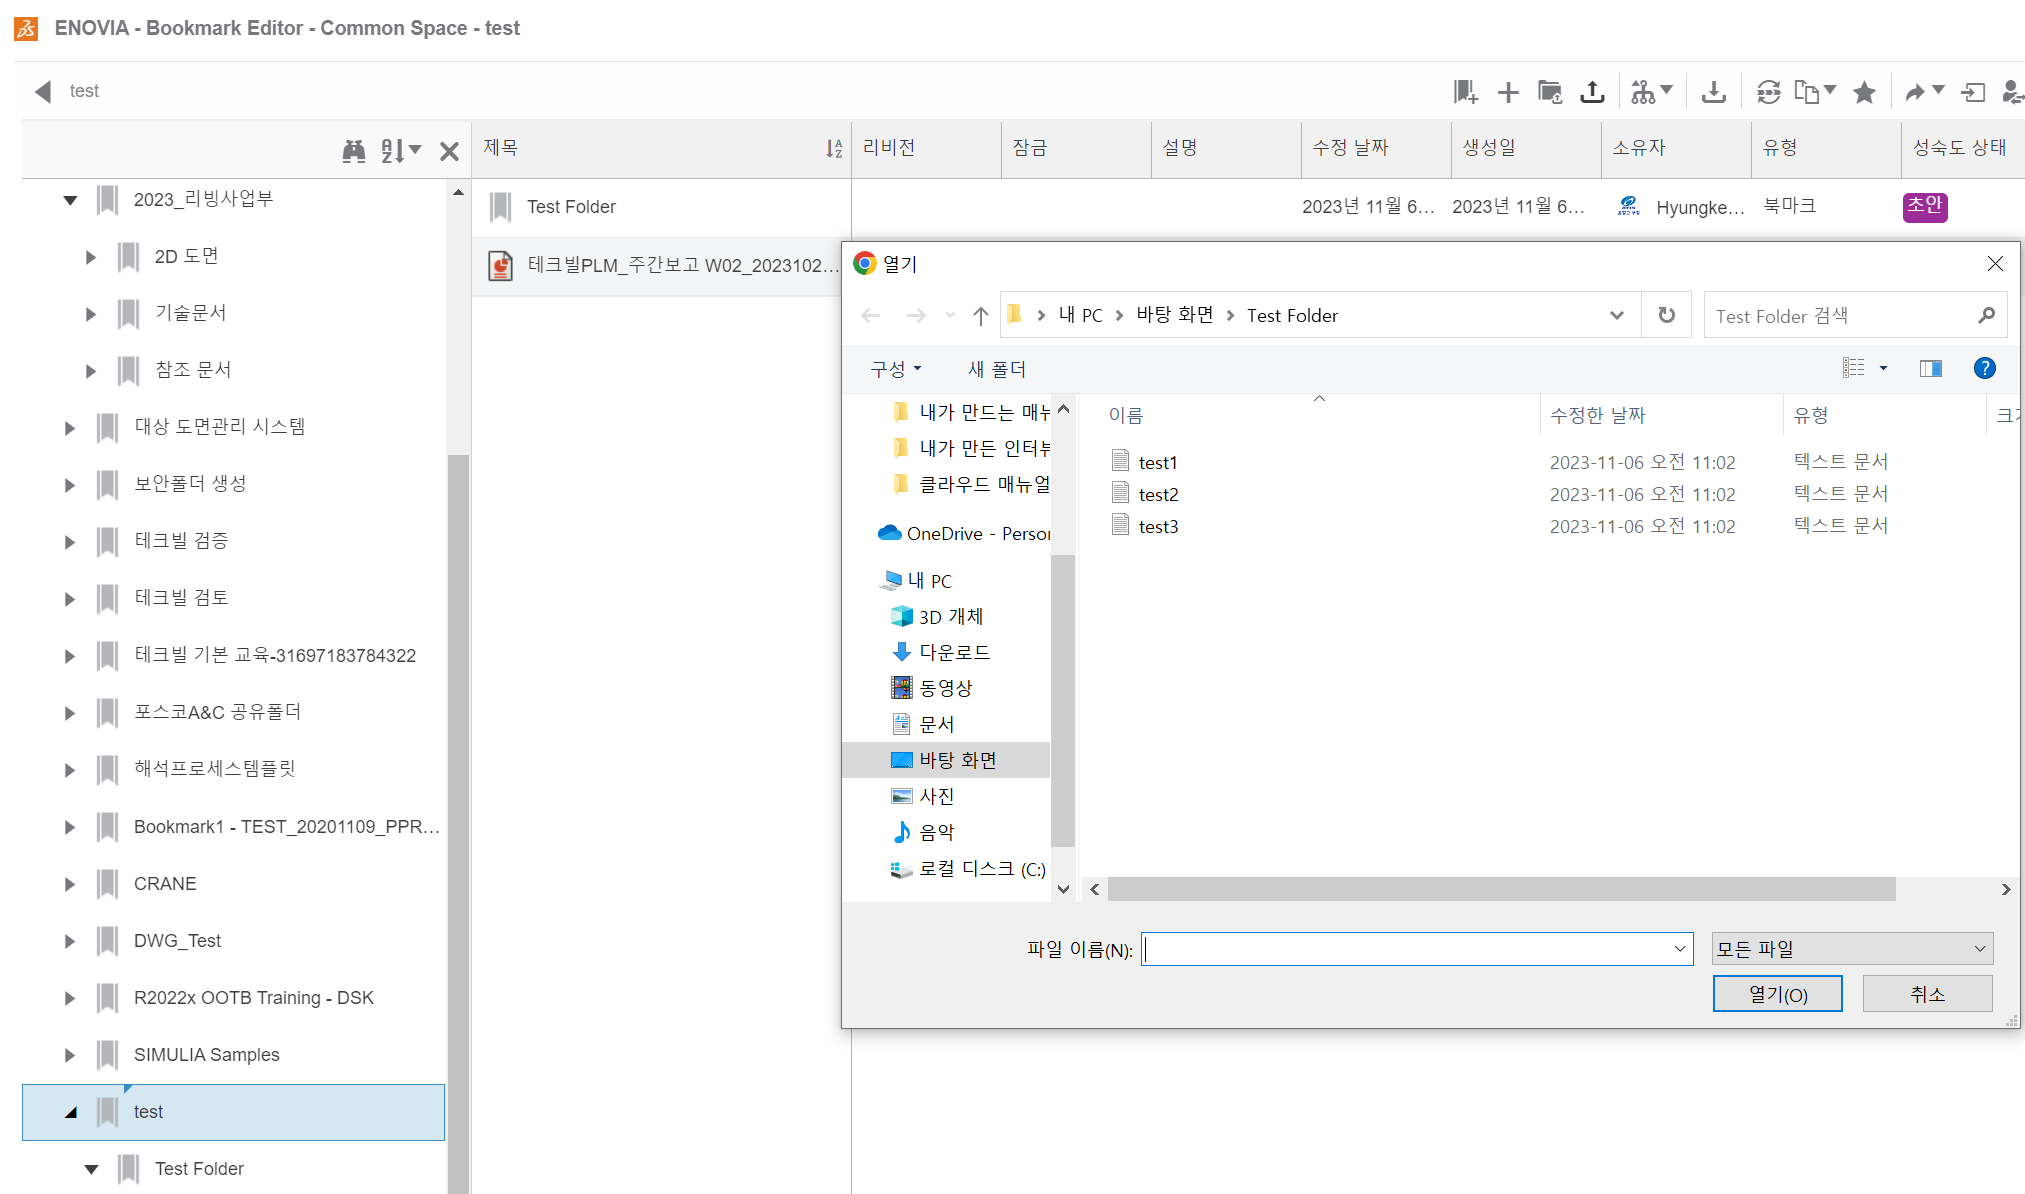 ENOVIA - Bookmark Editor - Common Space - test
test
제목
리비전
잠금
설명
수정 날짜
생성일
소유자
유형
성숙도 상태
2023_리빙사업부
2D 도면
기술문서
참조 문서
대상 도면관리 시스템
보안폴더 생성
테크빌 검증
테크빌 검토
테크빌 기본 교육-31697183784322
포스코A&C 공유폴더
해석프로세스템플릿
Bookmark1 - TEST_20201109_PPR...
CRANE
DWG_Test
R2022x OOTB Training - DSK
SIMULIA Samples
test
Test Folder
Test Folder
2023년 11월 6...
2023년 11월 6...
Hyungke...
북마크
초안
테크빌PLM_주간보고 W02_2023102...
열기
내 PC
바탕 화면
Test Folder
Test Folder 검색
구성
새 폴더
내가 만드는 매뉴
내가 만든 인터뷰
클라우드 매뉴얼
OneDrive - Person
내 PC
3D 개체
다운로드
동영상
문서
바탕 화면
사진
음악
로컬 디스크 (C:)
이름
수정한 날짜
유형
test1
2023-11-06 오전 11:02
텍스트 문서
test2
2023-11-06 오전 11:02
텍스트 문서
test3
2023-11-06 오전 11:02
텍스트 문서
파일 이름(N):
모든 파일
열기(O)
취소